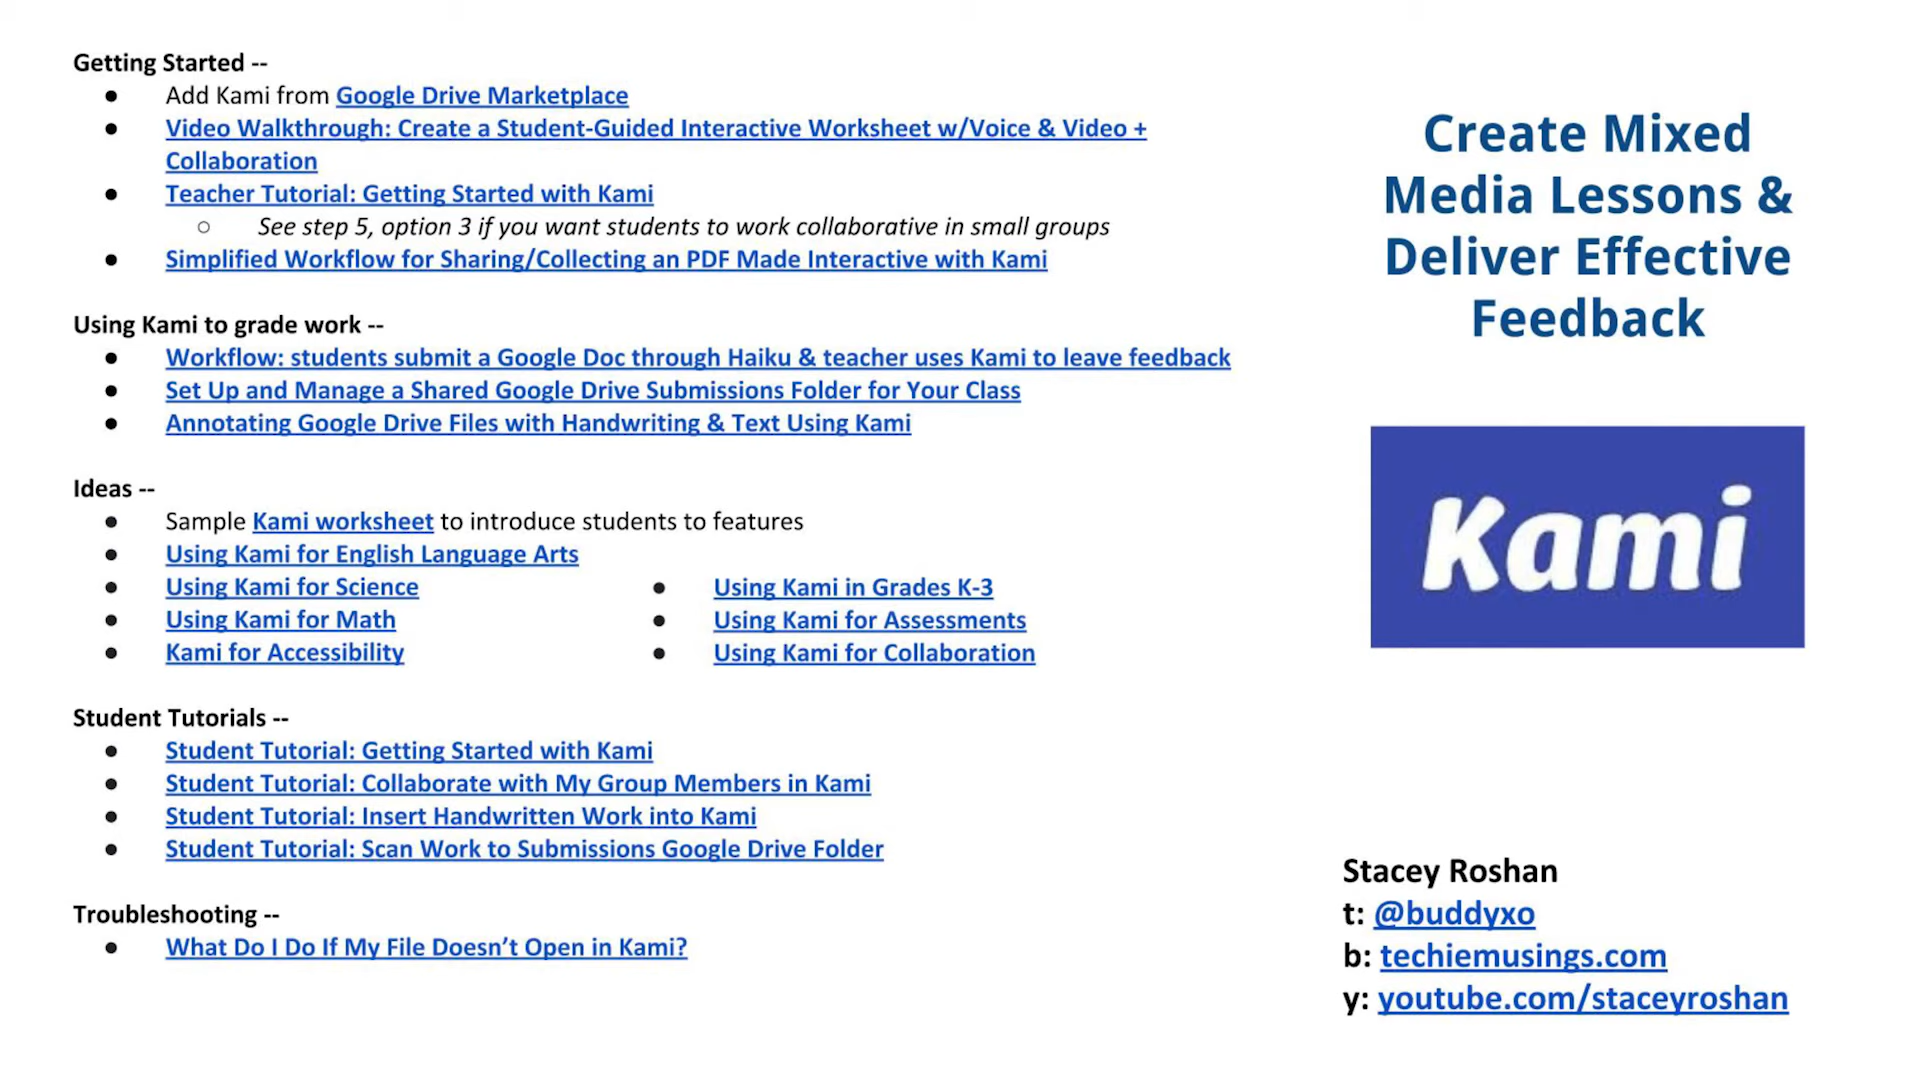 Getting Started --
● Add Kami from Google Drive Marketplace
● Video Walkthrough: Create a Student-Guided Interactive Worksheet w/Voice & Video +
Collaboration
● Teacher Tutorial: Getting Started with Kami
○ See step 5, option 3 if you want students to work collaborative in small groups
● Simplified Workflow for Sharing/Collecting an PDF Made Interactive with Kami
Using Kami to grade work --
● Workflow: students submit a Google Doc through Haiku & teacher uses Kami to leave feedback
● Set Up and Manage a Shared Google Drive Submissions Folder for Your Class
● Annotating Google Drive Files with Handwriting & Text Using Kami
Ideas --
● Sample Kami worksheet to introduce students to features
● Using Kami for English Language Arts
● Using Kami for Science
● Using Kami for Math
● Kami for Accessibility
● Using Kami in Grades K-3
● Using Kami for Assessments
● Using Kami for Collaboration
Student Tutorials --
● Student Tutorial: Getting Started with Kami
● Student Tutorial: Collaborate with My Group Members in Kami
● Student Tutorial: Insert Handwritten Work into Kami
● Student Tutorial: Scan Work to Submissions Google Drive Folder
Troubleshooting --
● What Do I Do If My File Doesn’t Open in Kami?
Create Mixed
Media Lessons &
Deliver Effective
Feedback
Kami
Stacey Roshan
t: @buddyxo
b: techiemusings.com
y: youtube.com/staceyroshan